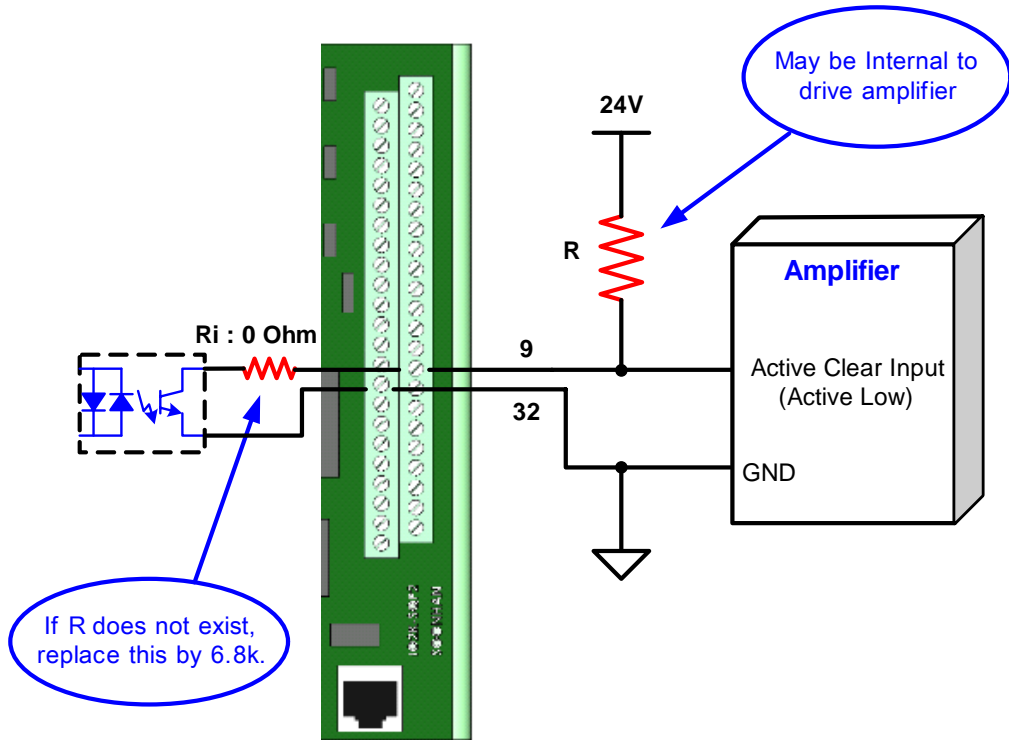 May be Internal to
drive amplifier
24V
R
Amplifier
Ri : 0 Ohm
9
Active Clear Input
(Active Low)
32
GND
If R does not exist,
replace this by 6.8k.